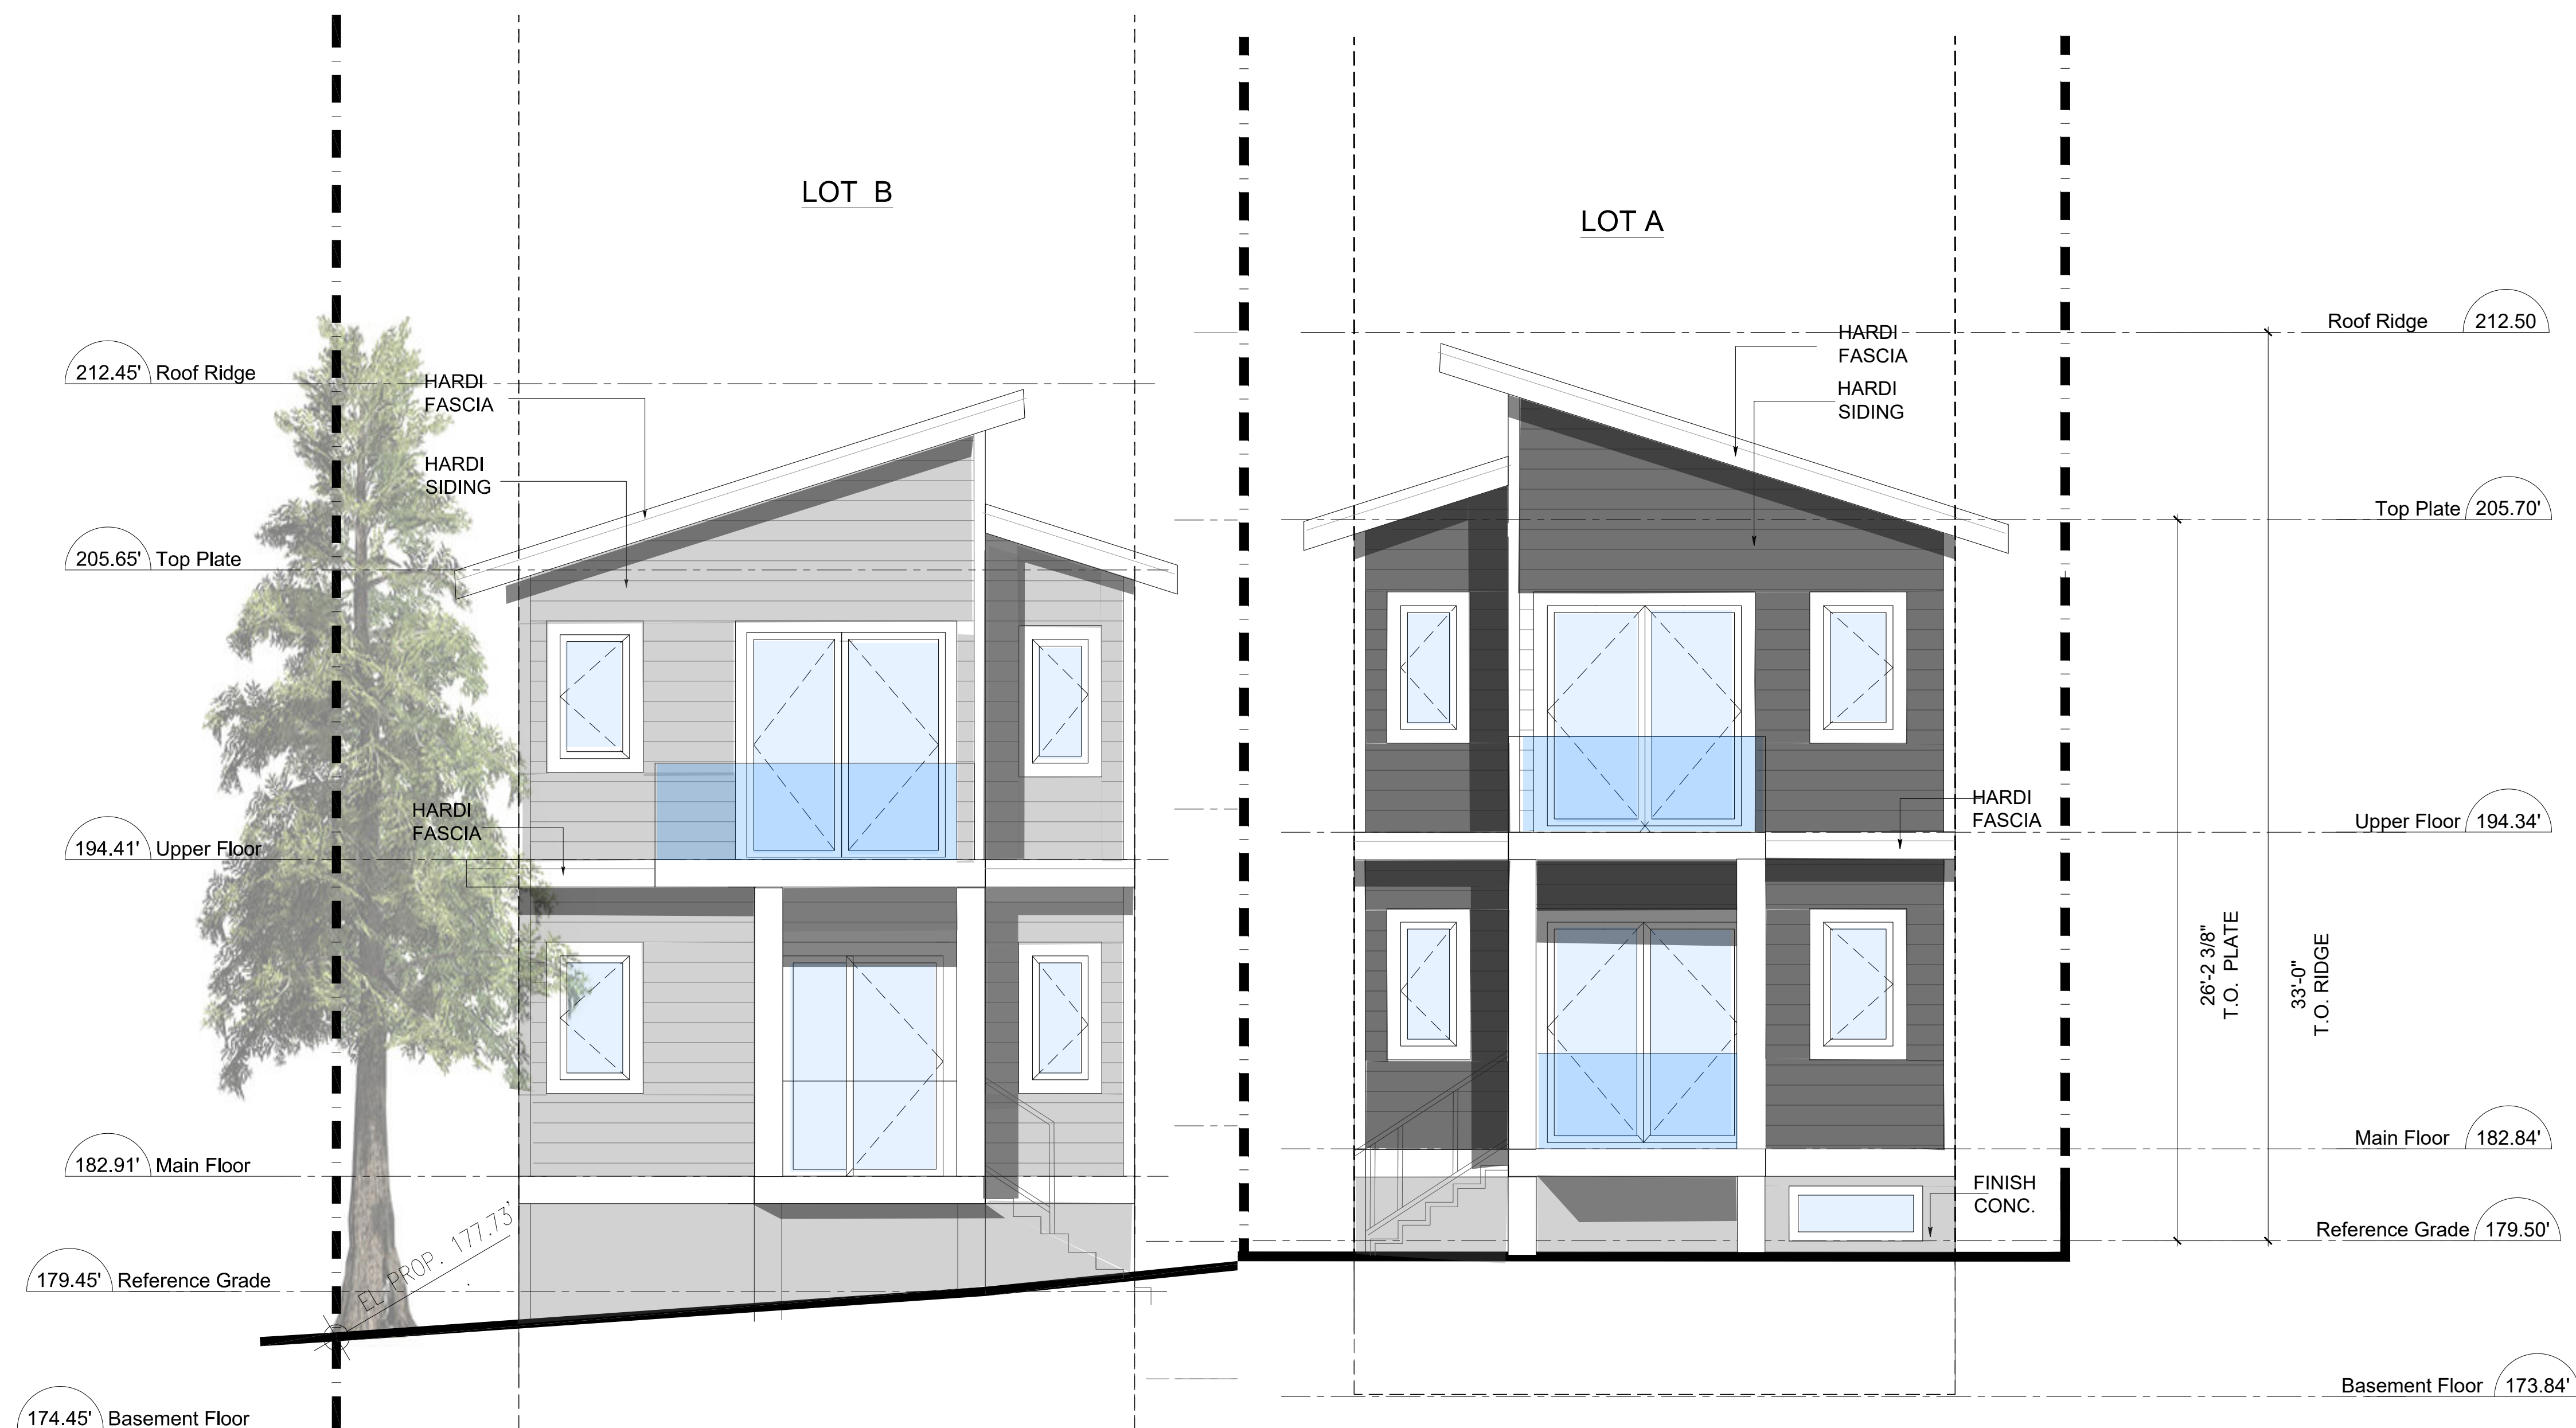 LOT  B
LOT A
212.45' Roof Ridge
HARDI
FASCIA
HARDI
SIDING
205.65' Top Plate
HARDI
FASCIA
194.41' Upper Floor
182.91' Main Floor
EL PROP. 177.73'
179.45' Reference Grade
174.45' Basement Floor
HARDI
FASCIA
HARDI
SIDING
HARDI
FASCIA
FINISH
CONC.
26'-2 3/8"
T.O. PLATE
33'-0"
T.O. RIDGE
Roof Ridge 212.50
Top Plate 205.70'
Upper Floor 194.34'
Main Floor 182.84'
Reference Grade 179.50'
Basement Floor 173.84'